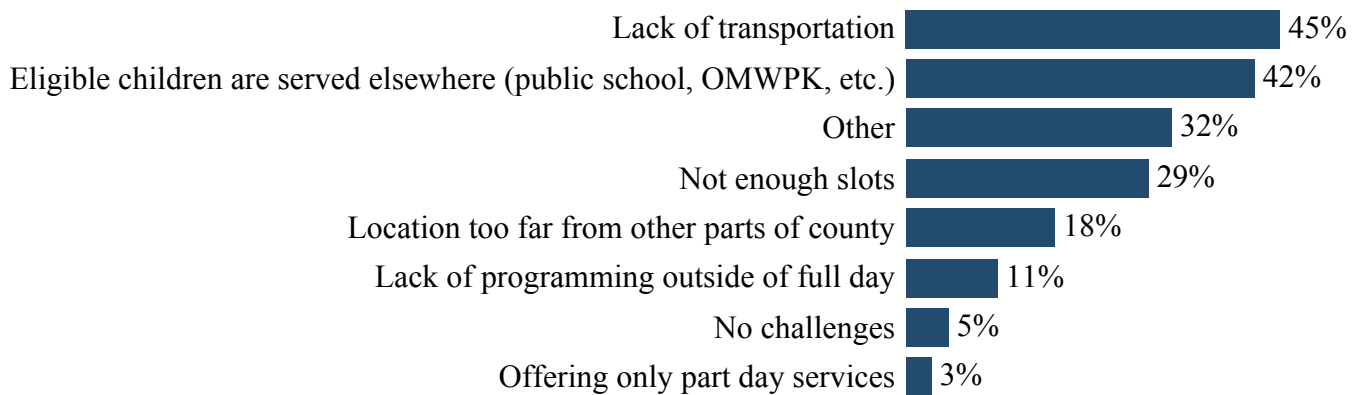 Lack of transportation 45%
Eligible children are served elsewhere (public school, OMWPK, etc.) 42%
Other 32%
Not enough slots 29%
Location too far from other parts of county 18%
Lack of programming outside of full day 11%
No challenges 5%
Offering only part day services 3%